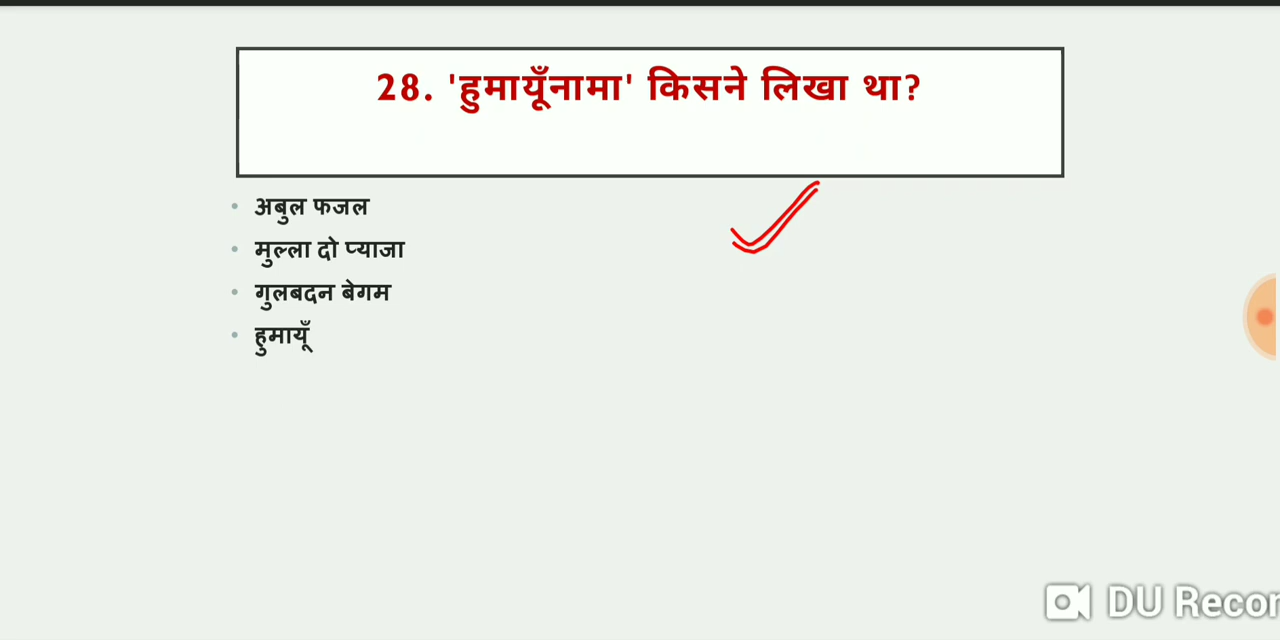 28. 'हुमायूँनामा' किसने लिखा था?
• अबुल फजल
• मुल्ला दो प्याजा
• गुलबदन बेगम
• हुमायूँ
DU Recor